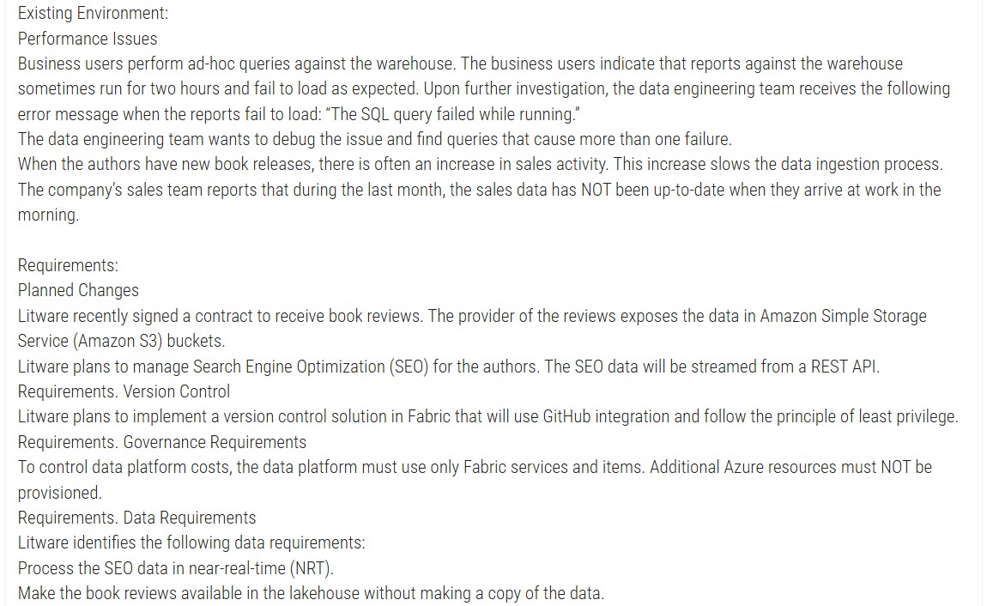 Existing Environment:
Performance Issues
Business users perform ad-hoc queries against the warehouse. The business users indicate that reports against the warehouse
sometimes run for two hours and fail to load as expected. Upon further investigation, the data engineering team receives the following
error message when the reports fail to load: “The SQL query failed while running.”
The data engineering team wants to debug the issue and find queries that cause more than one failure.
When the authors have new book releases, there is often an increase in sales activity. This increase slows the data ingestion process.
The company’s sales team reports that during the last month, the sales data has NOT been up-to-date when they arrive at work in the
morning.
Requirements:
Planned Changes
Litware recently signed a contract to receive book reviews. The provider of the reviews exposes the data in Amazon Simple Storage
Service (Amazon S3) buckets.
Litware plans to manage Search Engine Optimization (SEO) for the authors. The SEO data will be streamed from a REST API.
Requirements. Version Control
Litware plans to implement a version control solution in Fabric that will use GitHub integration and follow the principle of least privilege.
Requirements. Governance Requirements
To control data platform costs, the data platform must use only Fabric services and items. Additional Azure resources must NOT be
provisioned.
Requirements. Data Requirements
Litware identifies the following data requirements:
Process the SEO data in near-real-time (NRT).
Make the book reviews available in the lakehouse without making a copy of the data.